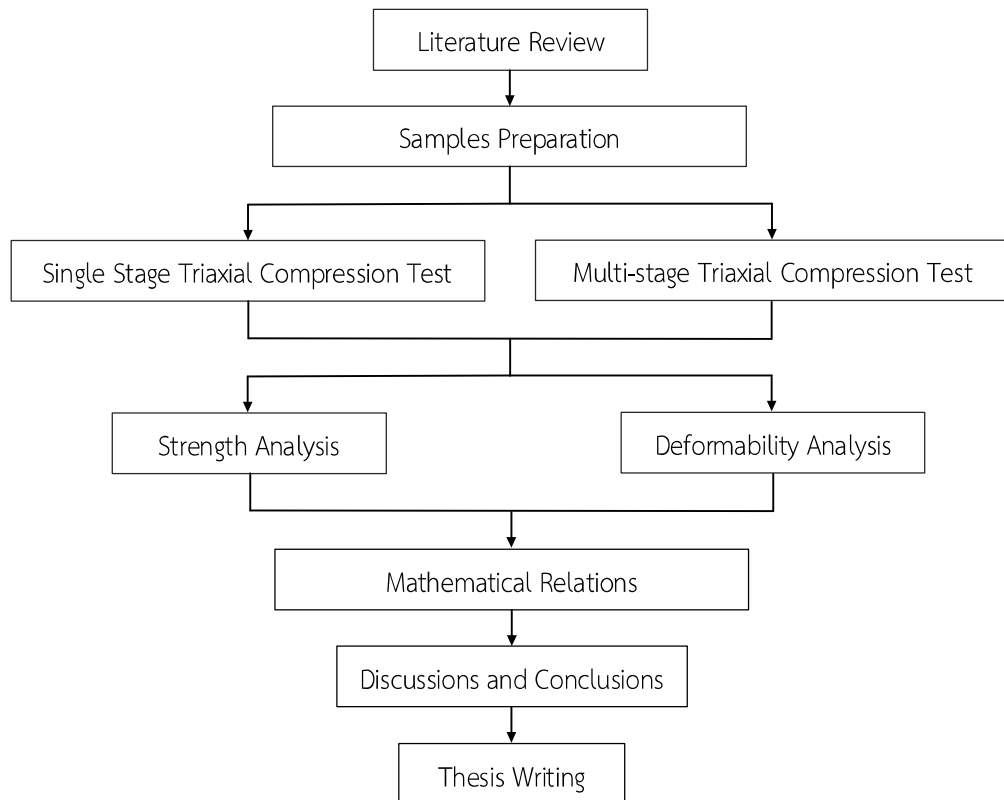 Literature Review
Samples Preparation
Single Stage Triaxial Compression Test
Multi-stage Triaxial Compression Test
Strength Analysis
Deformability Analysis
Mathematical Relations
Discussions and Conclusions
Thesis Writing